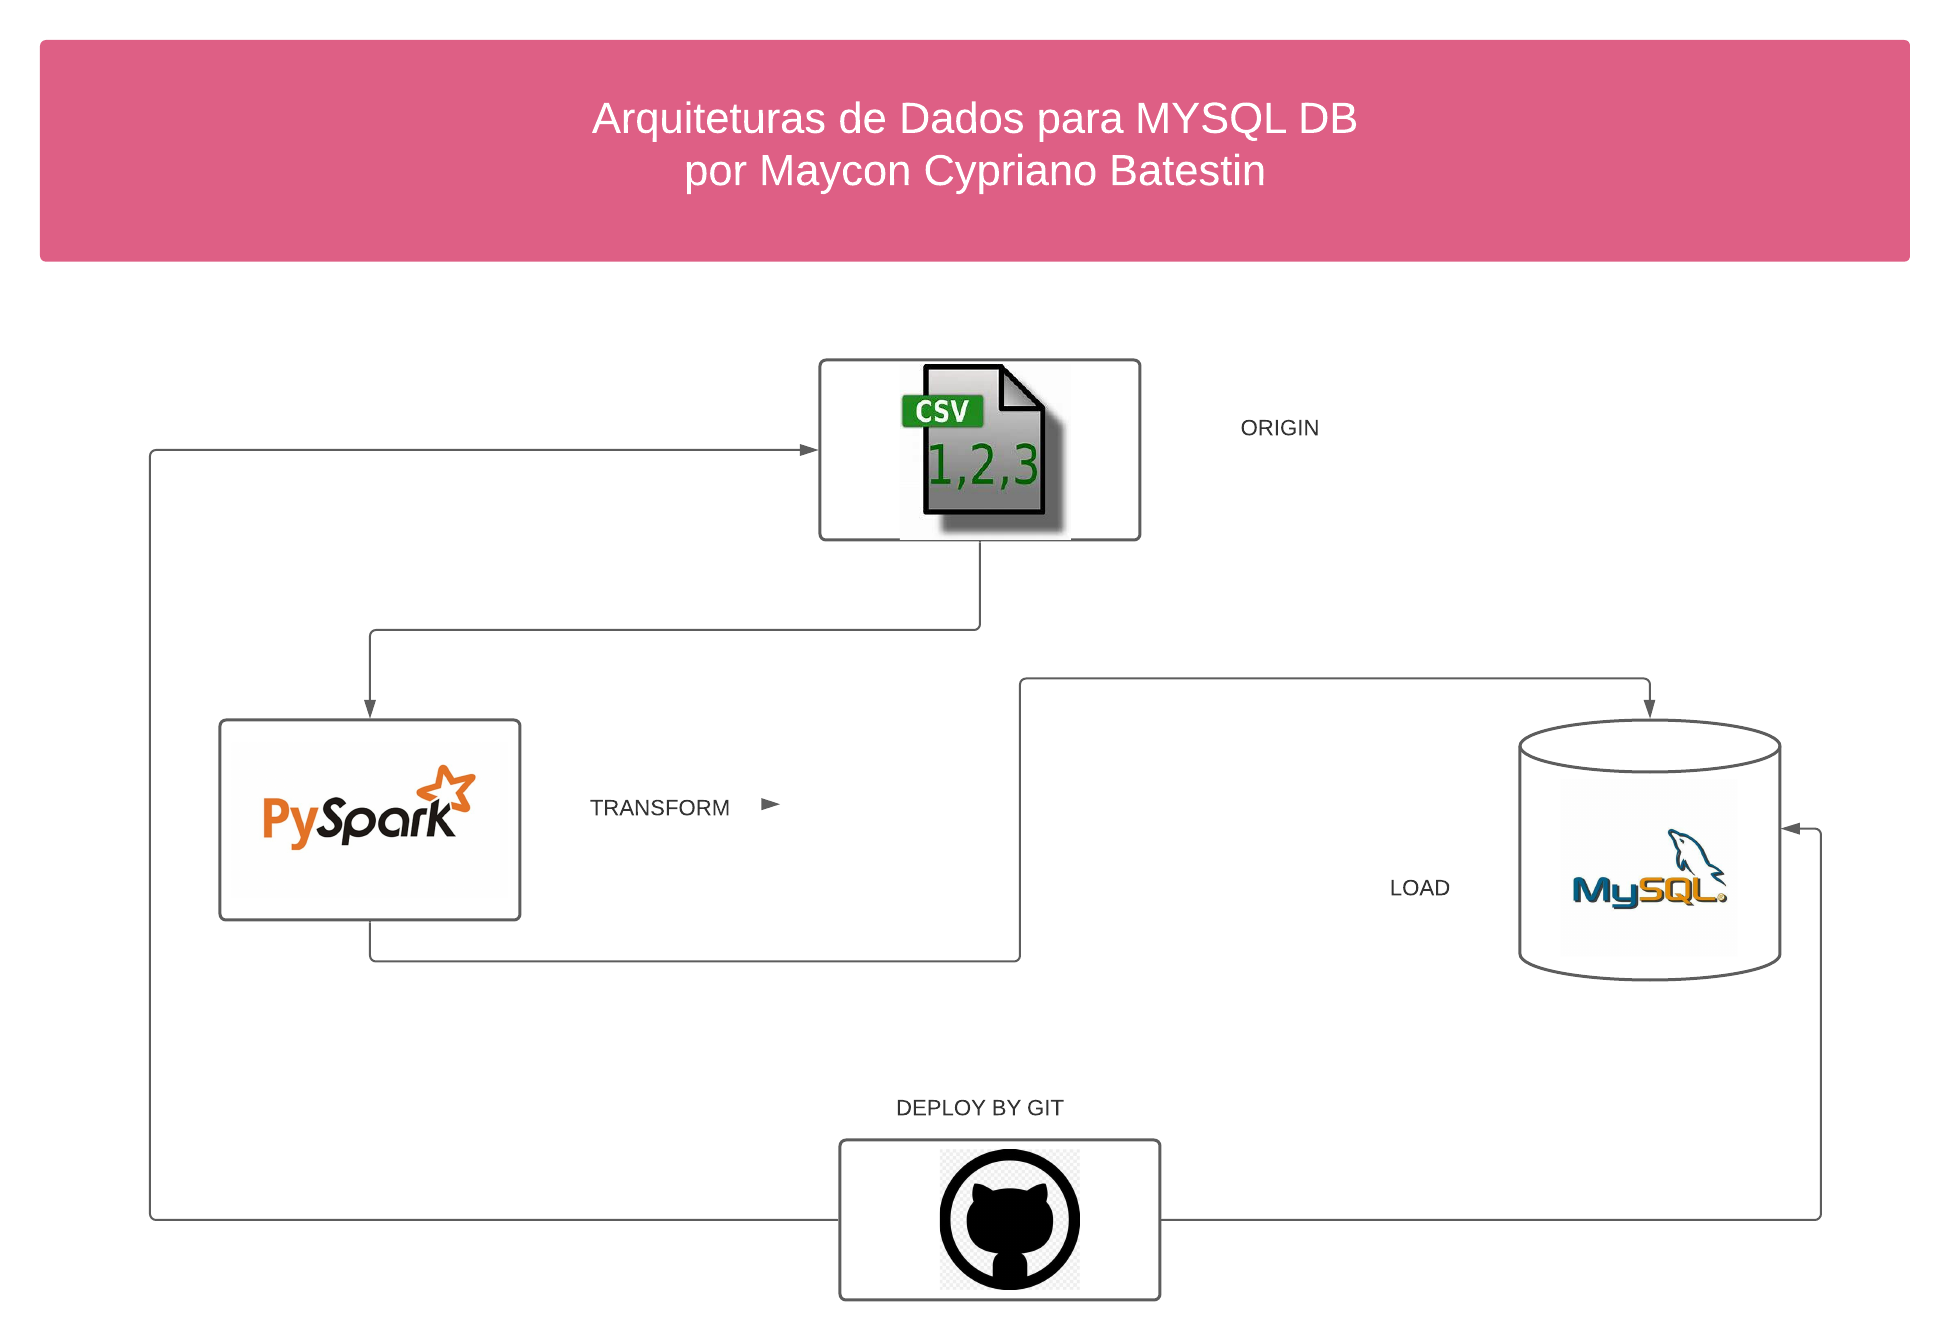 Arquiteturas de Dados para MYSQL DB
por Maycon Cypriano Batestin
CSV
1,2,3
ORIGIN
PySpark
TRANSFORM
LOAD
MySQL
DEPLOY BY GIT